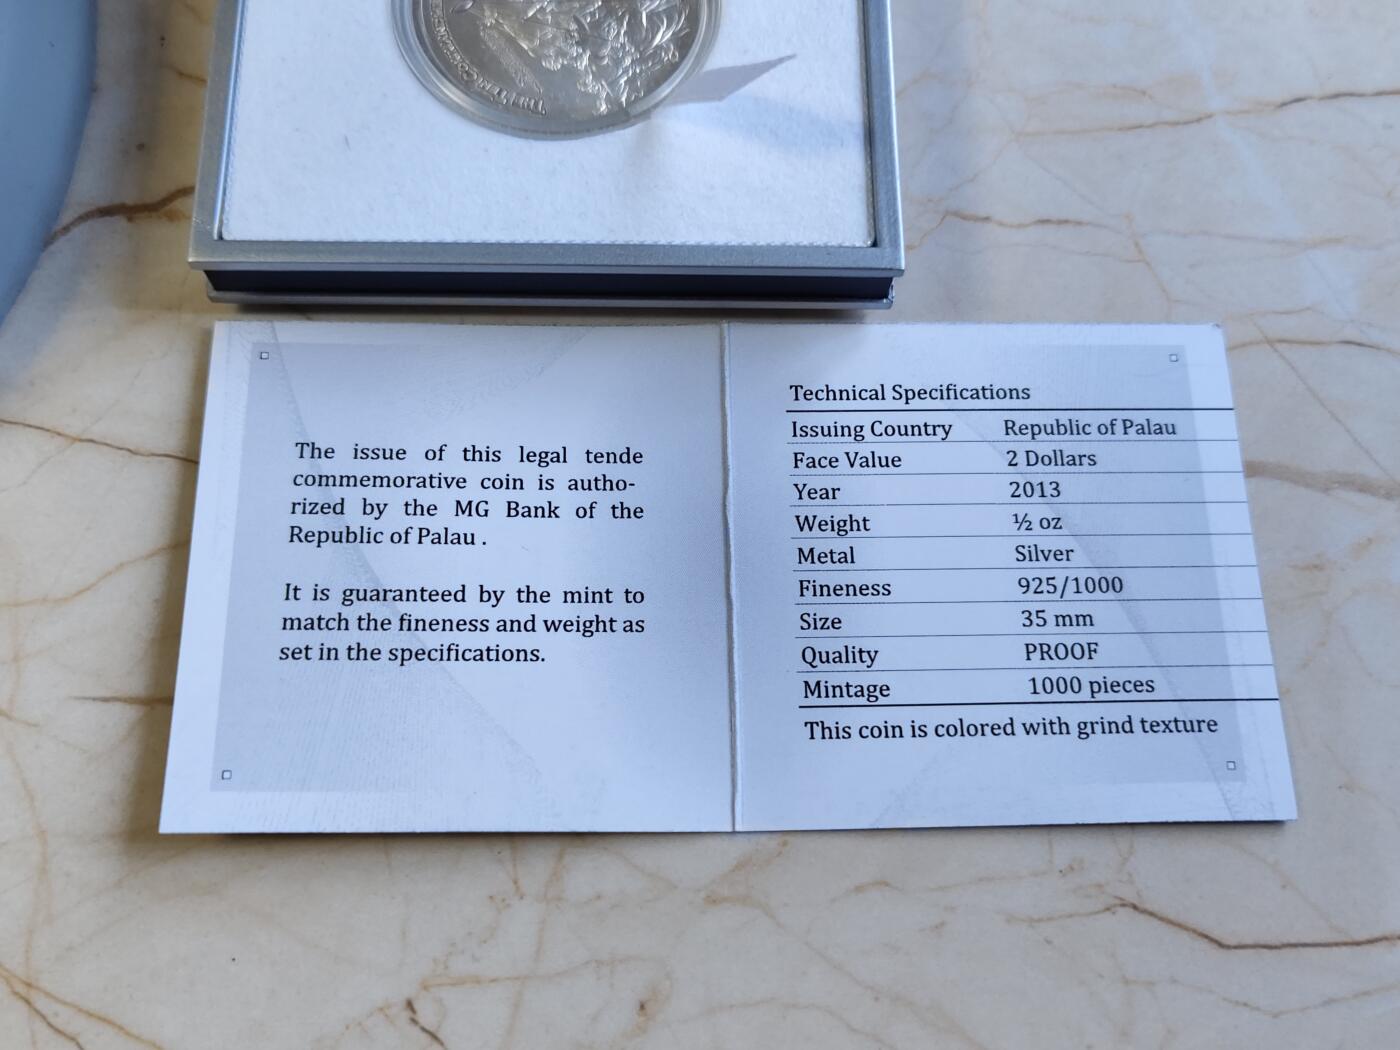 The issue of this legal tende
commemorative coin is autho-
rized by the MG Bank of the
Republic of Palau .
It is guaranteed by the mint to
match the fineness and weight as
set in the specifications.
Technical Specifications
Issuing Country Republic of Palau
Face Value 2 Dollars
Year 2013
Weight ½ oz
Metal Silver
Fineness 925/1000
Size 35 mm
Quality PROOF
Mintage 1000 pieces
This coin is colored with grind texture